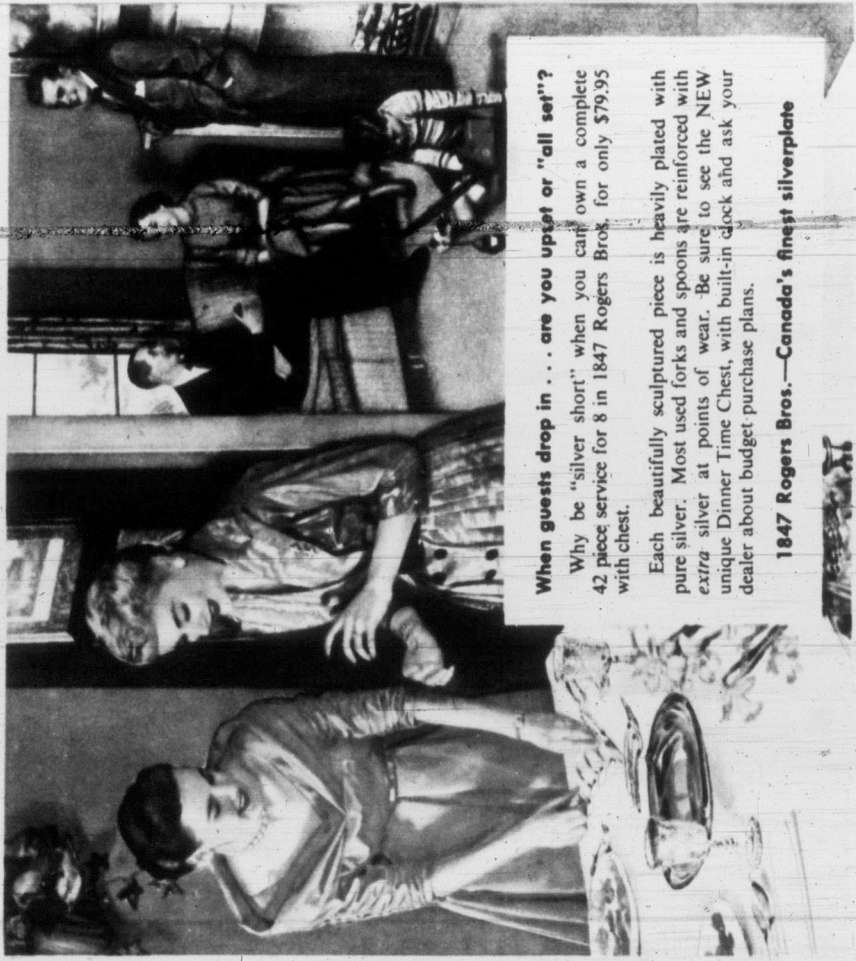 When guests drop in . . . are you upset or "all set"?
Why be "silver short" when you can own a complete
42 piece service for 8 in 1847 Rogers Bros. for only $79.95
with chest.
Each beautifully sculptured piece is heavily plated with
pure silver. Most used forks and spoons are reinforced with
extra silver at points of wear. Be sure to see the NEW
unique Dinner Time Chest, with built-in clock and ask your
dealer about budget purchase plans.
1847 Rogers Bros.—Canada's finest silverplate